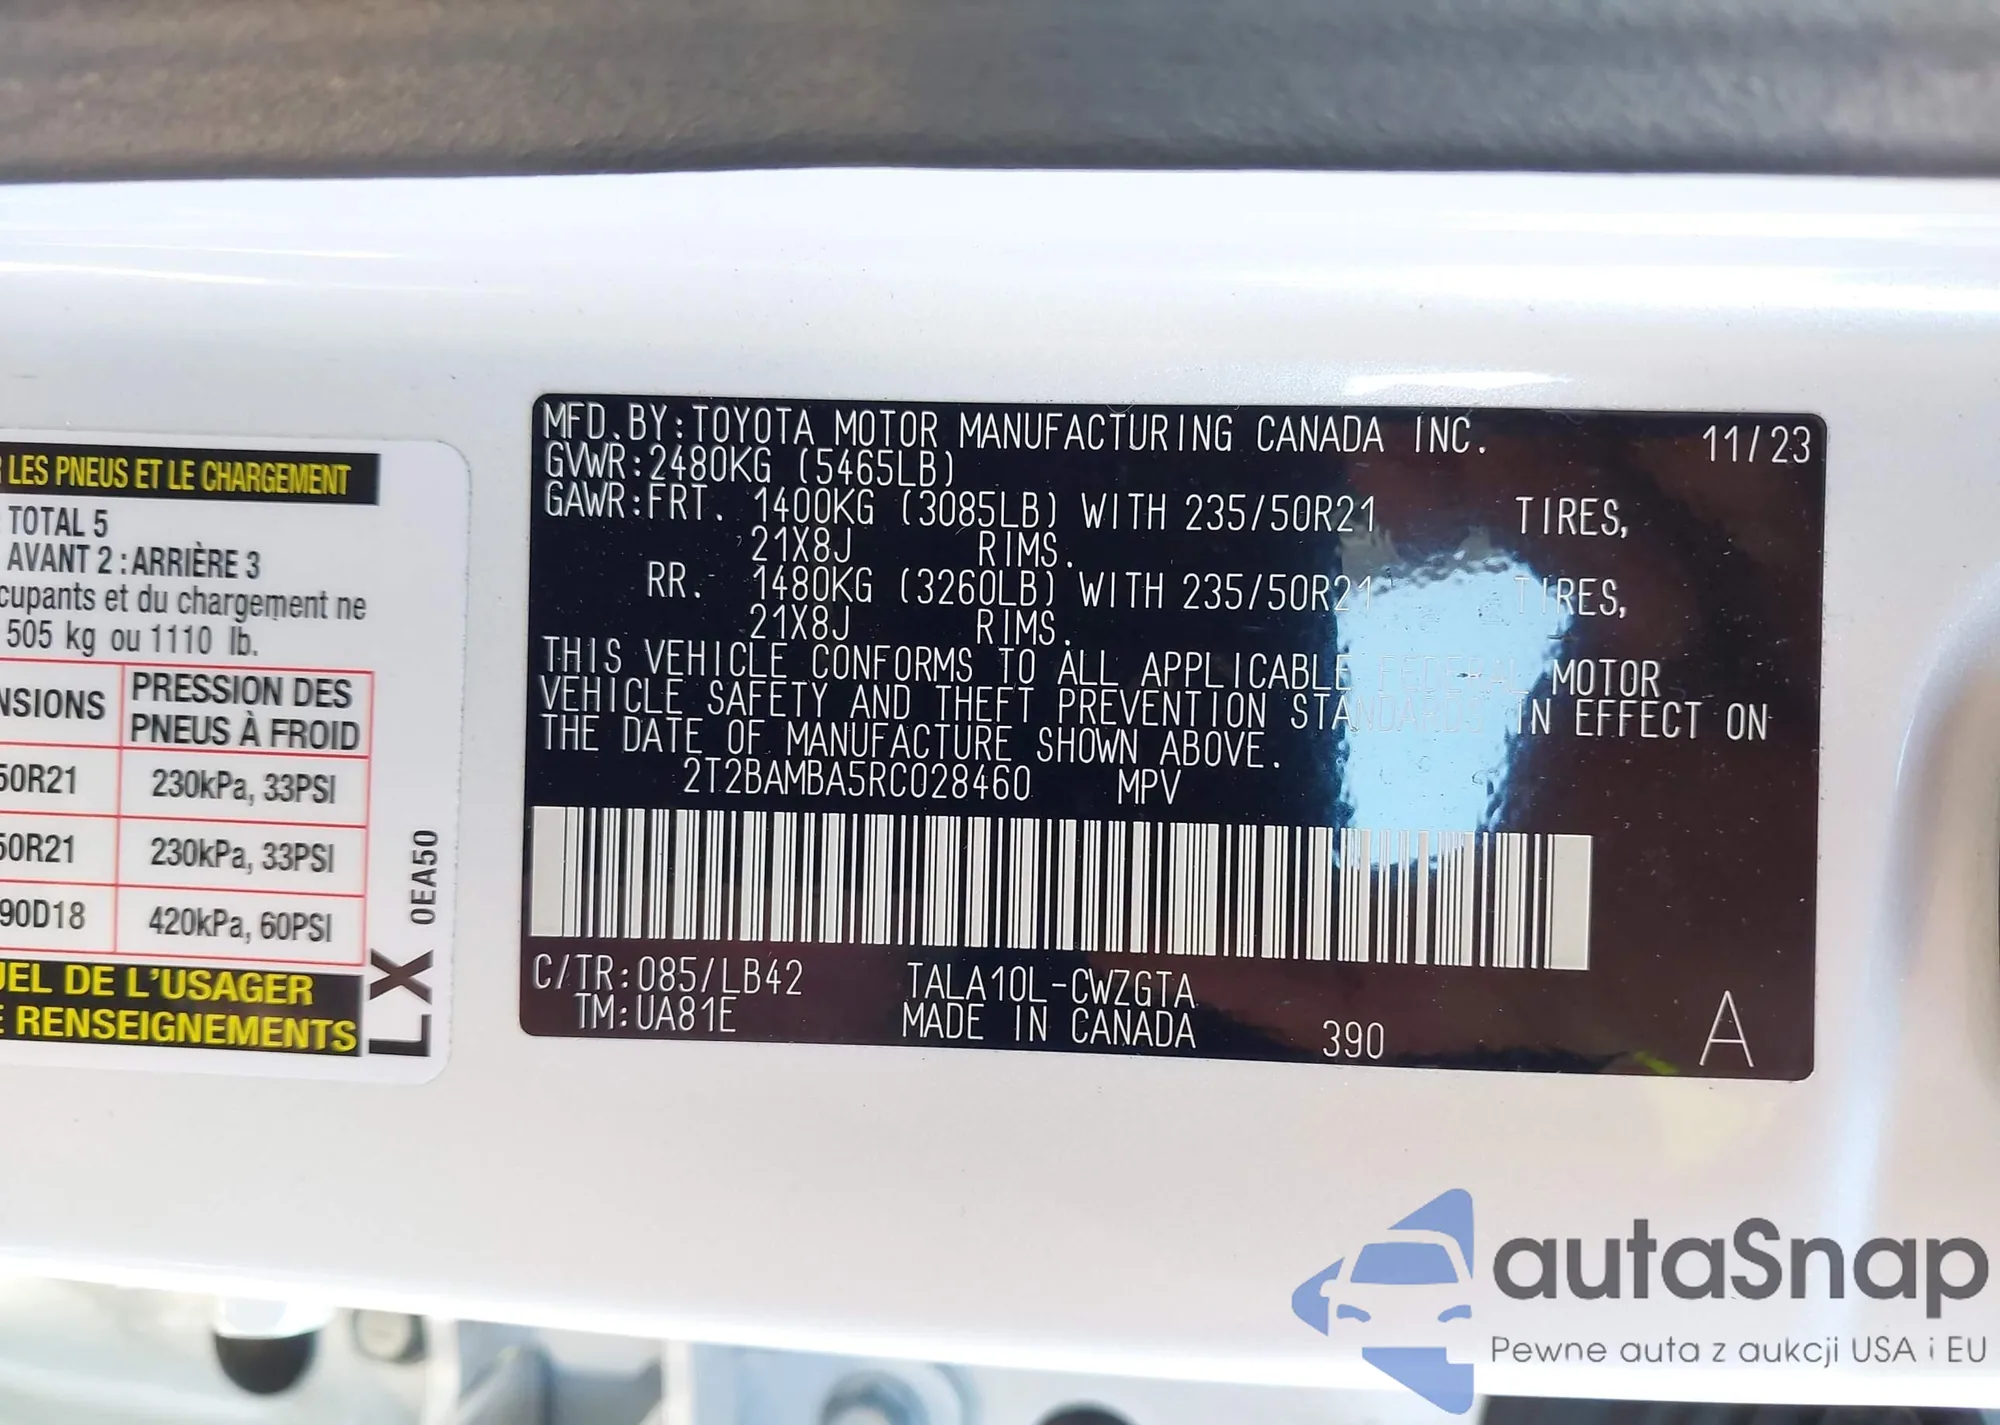 LES PNEUS ET LE CHARGEMENT
TOTAL 5
AVANT 2 : ARRIÈRE 3
cupants et du chargement ne
505 kg ou 1110 lb.
NSIONS PRESSION DES
PNEUS À FROID
50R21 230kPa, 33PSI
50R21 230kPa, 33PSI
90D18 420kPa, 60PSI
UEL DE L'USAGER
E RENSEIGNEMENTS
LX 0EA50
MFD.BY:TOYOTA MOTOR MANUFACTURING CANADA INC. 11/23
GVWR:2480KG (5465LB)
GAWR:FRT. 1400KG (3085LB) WITH 235/50R21 TIRES,
21X8J RIMS.
RR. 1480KG (3260LB) WITH 235/50R21 TIRES,
21X8J RIMS.
THIS VEHICLE CONFORMS TO ALL APPLICABLE FEDERAL MOTOR
VEHICLE SAFETY AND THEFT PREVENTION STANDARDS IN EFFECT ON
THE DATE OF MANUFACTURE SHOWN ABOVE.
2T2BAMBA5RC028460 MPV
C/TR:085/LB42 TALA10L-CWZGTA
TM:UA81E MADE IN CANADA 390 A
autaSnap
Pewne auta z aukcji USA i EU